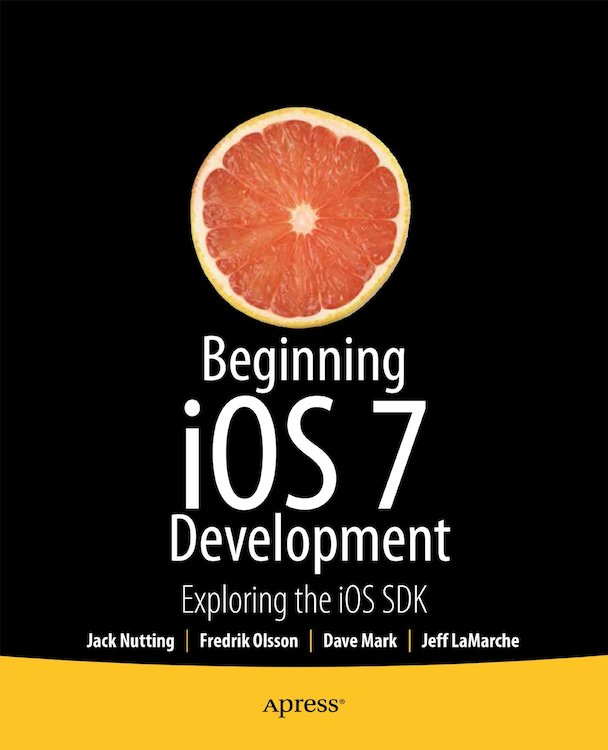 Beginning
iOS 7
Development
Exploring the iOS SDK
Jack Nutting | Fredrik Olsson | Dave Mark | Jeff LaMarche
Apress®